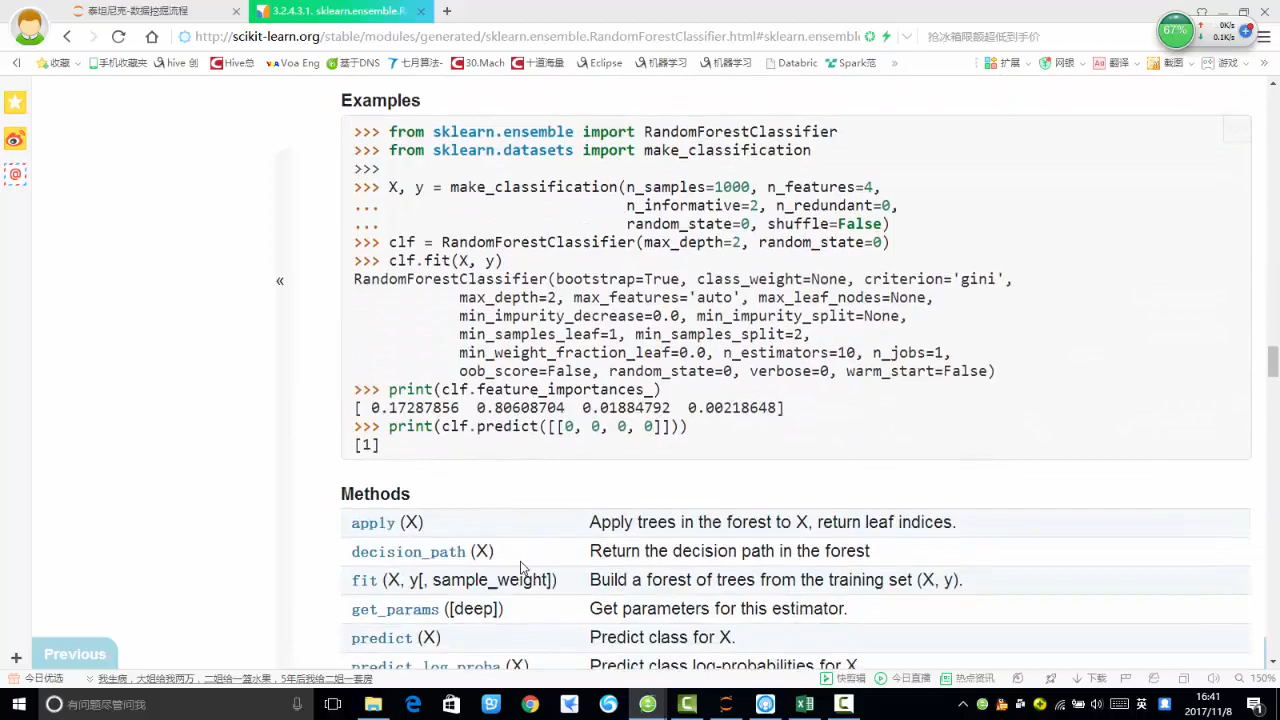 泰坦尼克-数据挖掘流程
3.2.4.3.1. sklearn.ensemble.R
http://scikit-learn.org/stable/modules/genera
ensemble.RandomForestClassifier.html#sklearn.ensembl
抢冰箱限额超低到手价
67%
0K/s
0.1K/s
收藏
手机收藏夹
hive 创
Hive总
Voa Eng
基于DNS
七月算法-
30.Mach
十道海量
Eclipse
机器学习
机器学习
Databric
Spark范
扩展
网银
翻译
截图
游戏
Examples
>>> from sklearn.ensemble import RandomForestClassifier
>>> from sklearn.datasets import make_classification
>>>
>>> X, y = make_classification(n_samples=1000, n_features=4,
... n_informative=2, n_redundant=0,
... random_state=0, shuffle=False)
>>> clf = RandomForestClassifier(max_depth=2, random_state=0)
>>> clf.fit(X, y)
RandomForestClassifier(bootstrap=True, class_weight=None, criterion='gini',
max_depth=2, max_features='auto', max_leaf_nodes=None,
min_impurity_decrease=0.0, min_impurity_split=None,
min_samples_leaf=1, min_samples_split=2,
min_weight_fraction_leaf=0.0, n_estimators=10, n_jobs=1,
oob_score=False, random_state=0, verbose=0, warm_start=False)
>>> print(clf.feature_importances_)
[ 0.17287856 0.80608704 0.01884792 0.00218648]
>>> print(clf.predict([[0, 0, 0, 0]]))
[1]
«
Methods
apply (X) Apply trees in the forest to X, return leaf indices.
decision_path (X) Return the decision path in the forest
fit (X, y[, sample_weight]) Build a forest of trees from the training set (X, y).
get_params ([deep]) Get parameters for this estimator.
predict (X) Predict class for X.
predict_log_proba (X) Predict class log-probabilities for X.
Previous
今日优选
我生病，大姐给我两万，二姐给一篮水果，5年后我给二姐一套房
快剪辑
今日直播
热点资讯
下载
150%
有问题尽管问我
英
16:41
2017/11/8